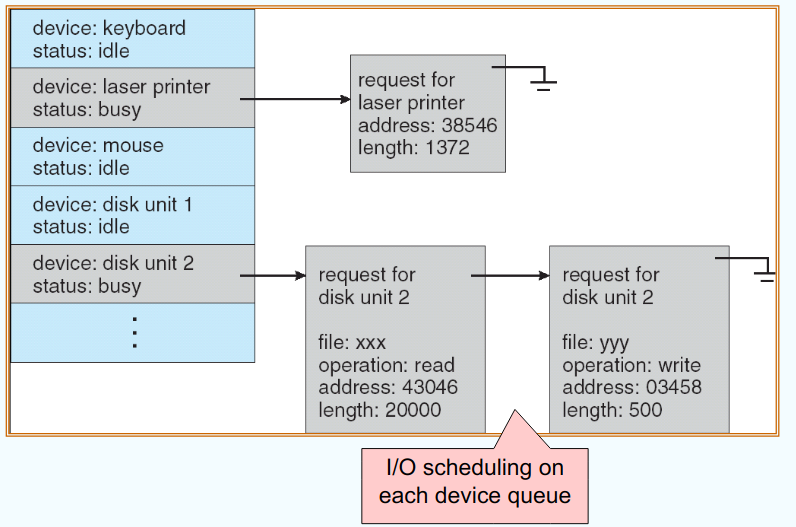 device: keyboard
status: idle
device: laser printer
status: busy
device: mouse
status: idle
device: disk unit 1
status: idle
device: disk unit 2
status: busy
request for
laser printer
address: 38546
length: 1372
request for
disk unit 2
file: xxx
operation: read
address: 43046
length: 20000
request for
disk unit 2
file: yyy
operation: write
address: 03458
length: 500
I/O scheduling on
each device queue